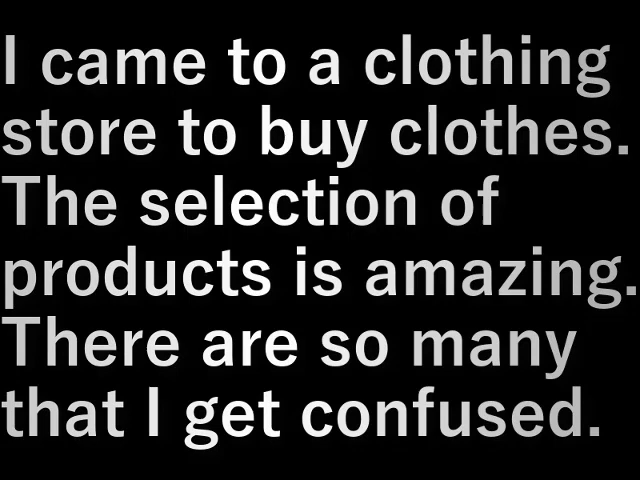 I came to a clothing
store to buy clothes.
The selection of
products is amazing.
There are so many
that I get confused.